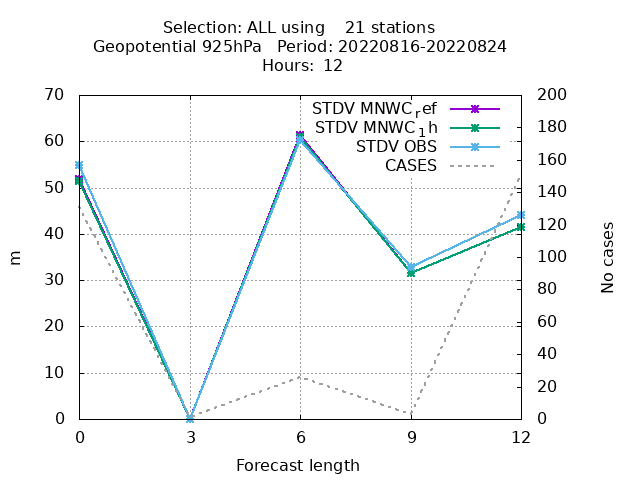 Selection: ALL using    21 stations
Geopotential 925hPa   Period: 20220816-20220824
Hours:  12
70
60
50
40
30
20
10
0
200
180
160
140
120
100
80
60
40
20
0
STDV MNWCref
STDV MNWC1h
STDV OBS
CASES
m
No cases
0
3
6
9
12
Forecast length